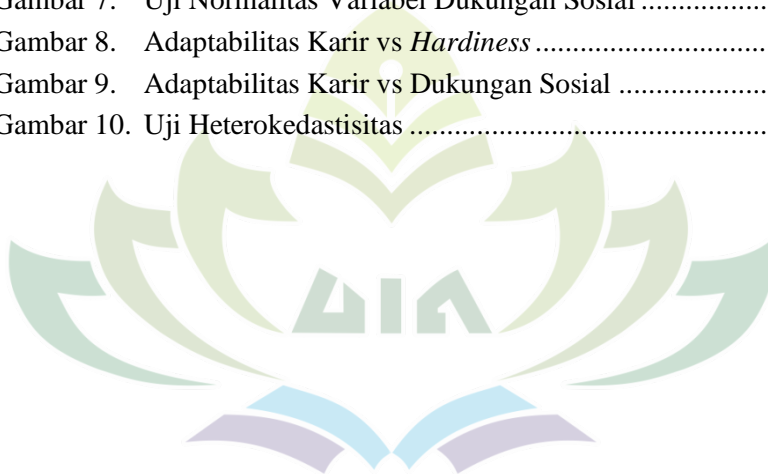 Gambar 7. Uji Normalitas Variabel Dukungan Sosial ..................
Gambar 8. Adaptabilitas Karir vs Hardiness ...............................
Gambar 9. Adaptabilitas Karir vs Dukungan Sosial ....................
Gambar 10. Uji Heterokedastisitas ...............................................
UIN